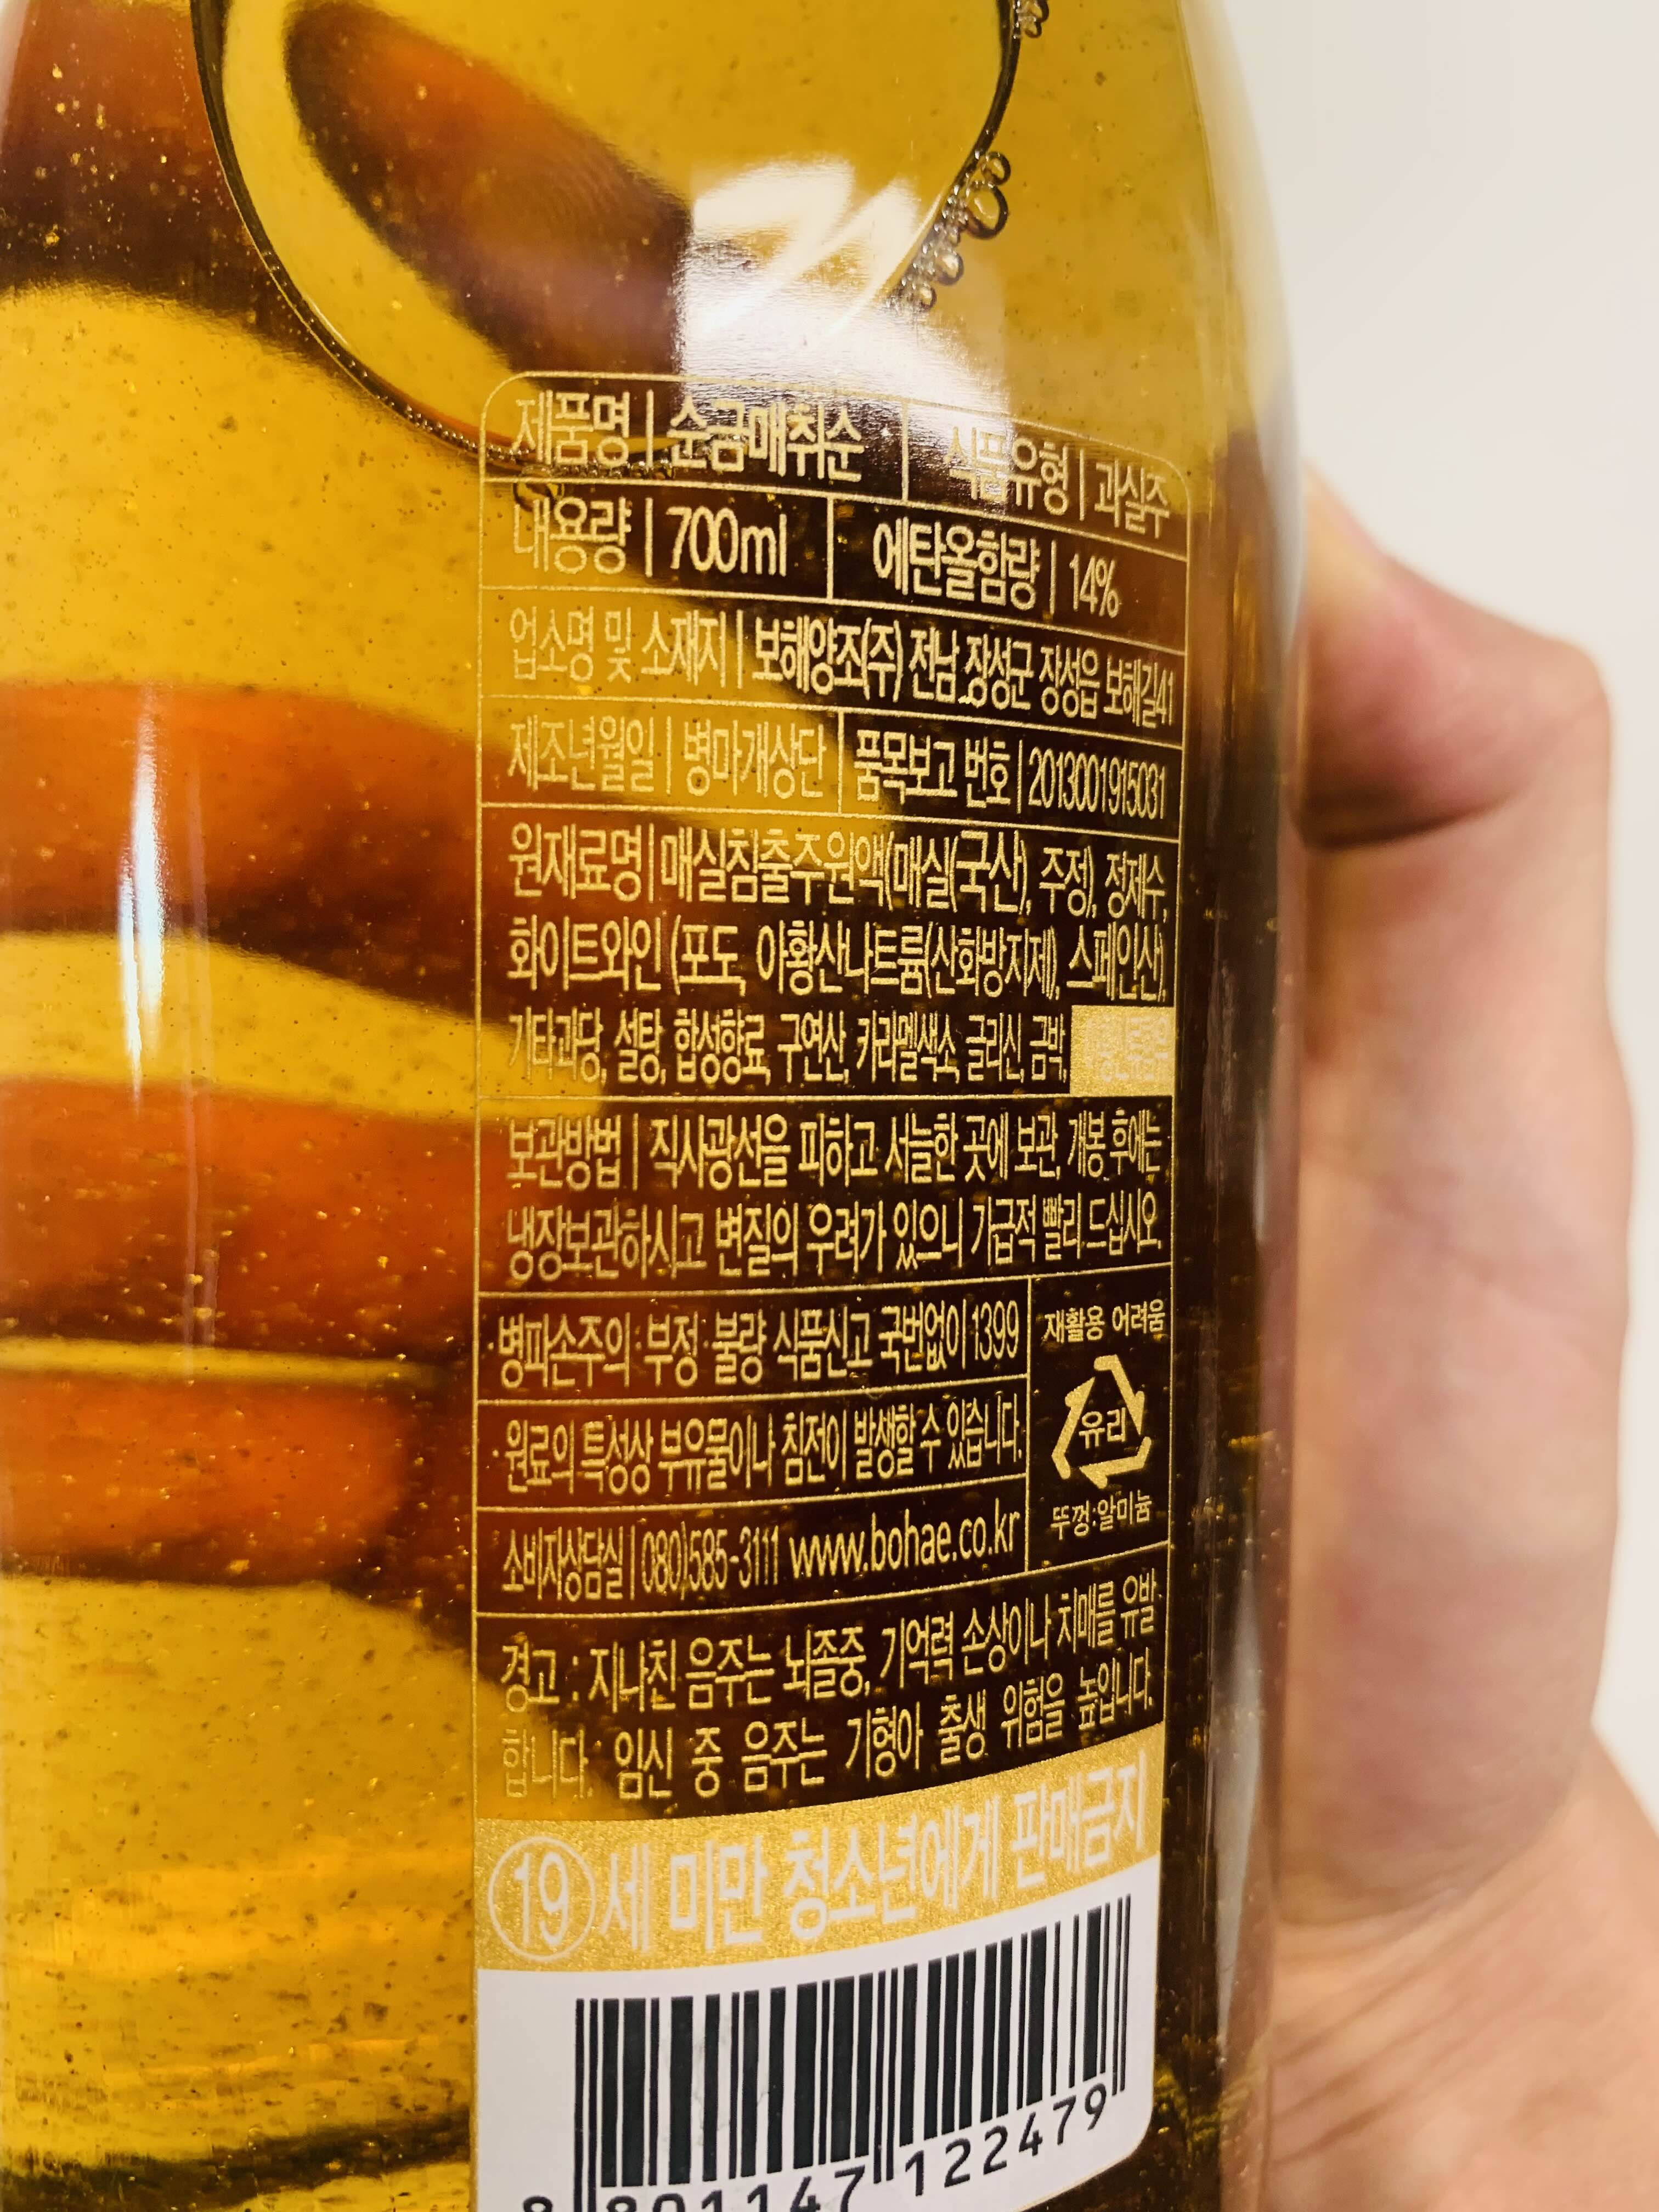 제품명 | 순금매취순 | 식품유형 | 과실주
내용량 | 700ml | 에탄올함량 | 14%
업소명 및 소재지 | 보해양조(주) 전남 장성군 장성읍 보해길41
제조년월일 | 병마개상단 | 품목보고 번호 | 2013001915031
원재료명 | 매실침출주원액(매실(국산), 주정), 정제수,
화이트와인 (포도, 아황산나트륨(산화방지제), 스페인산),
기타과당, 설탕, 합성향료, 구연산, 카라멜색소, 글리신, 금박,
보관방법 | 직사광선을 피하고 서늘한 곳에 보관, 개봉 후에는
냉장보관하시고 변질의 우려가 있으니 가급적 빨리 드십시오.
·병파손주의·부정·불량 식품신고 국번없이 1399
·원료의 특성상 부유물이나 침전이 발생할 수 있습니다.
소비자상담실 | 080)585-3111 www.bohae.co.kr
재활용 어려움
유리
뚜껑:알미늄
경고 : 지나친 음주는 뇌졸중, 기억력 손상이나 치매를 유발
합니다. 임신 중 음주는 기형아 출생 위험을 높입니다.
19세 미만 청소년에게 판매금지
8 801147 122479